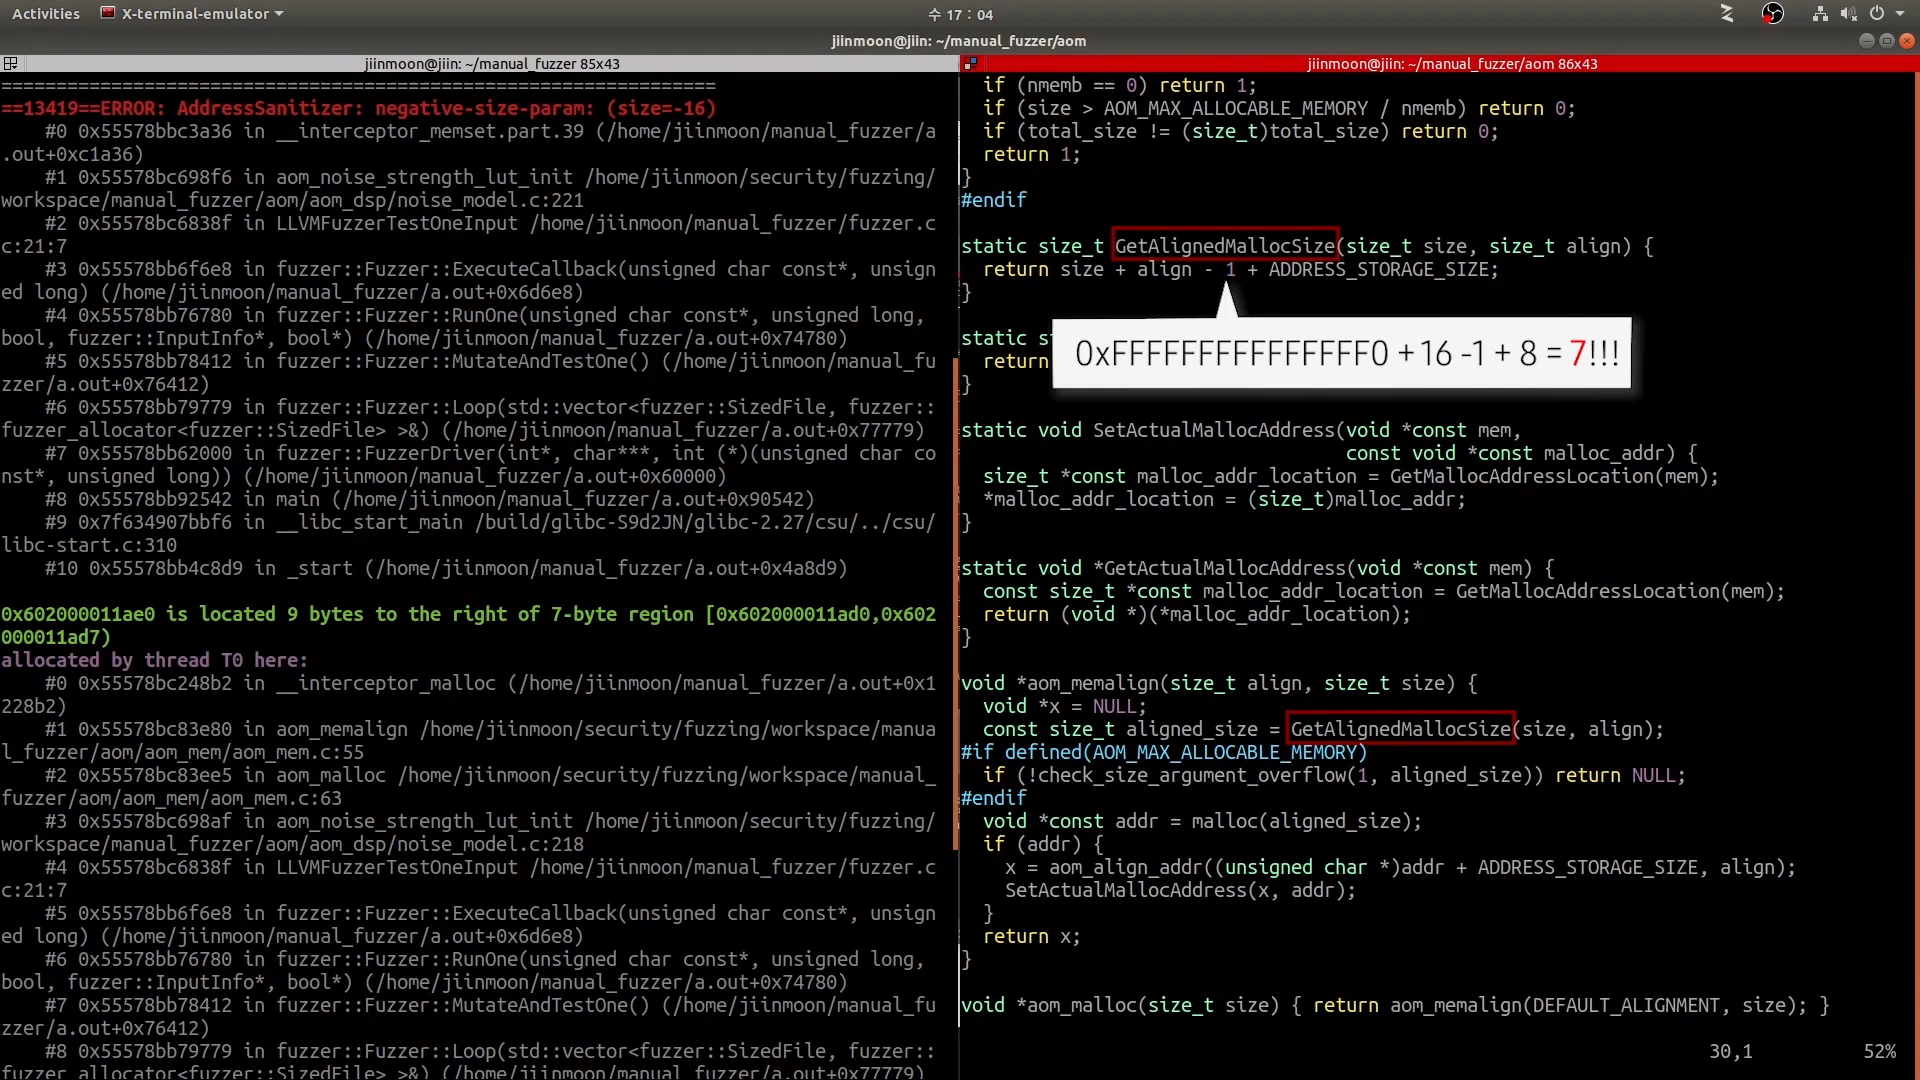 Activities X-terminal-emulator 수 17 : 04
jiinmoon@jiin: ~/manual_fuzzer/aom
jiinmoon@jiin: ~/manual_fuzzer 85x43
=================================================================
==13419==ERROR: AddressSanitizer: negative-size-param: (size=-16)
#0 0x55578bbc3a36 in __interceptor_memset.part.39 (/home/jiinmoon/manual_fuzzer/a
.out+0xc1a36)
#1 0x55578bc698f6 in aom_noise_strength_lut_init /home/jiinmoon/security/fuzzing/
workspace/manual_fuzzer/aom/aom_dsp/noise_model.c:221
#2 0x55578bc6838f in LLVMFuzzerTestOneInput /home/jiinmoon/manual_fuzzer/fuzzer.c
c:21:7
#3 0x55578bb6f6e8 in fuzzer::Fuzzer::ExecuteCallback(unsigned char const*, unsign
ed long) (/home/jiinmoon/manual_fuzzer/a.out+0x6d6e8)
#4 0x55578bb76780 in fuzzer::Fuzzer::RunOne(unsigned char const*, unsigned long,
bool, fuzzer::InputInfo*, bool*) (/home/jiinmoon/manual_fuzzer/a.out+0x74780)
#5 0x55578bb78412 in fuzzer::Fuzzer::MutateAndTestOne() (/home/jiinmoon/manual_fu
zzer/a.out+0x76412)
#6 0x55578bb79779 in fuzzer::Fuzzer::Loop(std::vector<fuzzer::SizedFile, fuzzer::
fuzzer_allocator<fuzzer::SizedFile> >&) (/home/jiinmoon/manual_fuzzer/a.out+0x77779)
#7 0x55578bb62000 in fuzzer::FuzzerDriver(int*, char***, int (*)(unsigned char co
nst*, unsigned long)) (/home/jiinmoon/manual_fuzzer/a.out+0x60000)
#8 0x55578bb92542 in main (/home/jiinmoon/manual_fuzzer/a.out+0x90542)
#9 0x7f634907bbf6 in __libc_start_main /build/glibc-S9d2JN/glibc-2.27/csu/../csu/
libc-start.c:310
#10 0x55578bb4c8d9 in _start (/home/jiinmoon/manual_fuzzer/a.out+0x4a8d9)
0x602000011ae0 is located 9 bytes to the right of 7-byte region [0x602000011ad0,0x602
000011ad7)
allocated by thread T0 here:
#0 0x55578bc248b2 in __interceptor_malloc (/home/jiinmoon/manual_fuzzer/a.out+0x1
228b2)
#1 0x55578bc83e80 in aom_memalign /home/jiinmoon/security/fuzzing/workspace/manua
l_fuzzer/aom/aom_mem/aom_mem.c:55
#2 0x55578bc83ee5 in aom_malloc /home/jiinmoon/security/fuzzing/workspace/manual_
fuzzer/aom/aom_mem/aom_mem.c:63
#3 0x55578bc698af in aom_noise_strength_lut_init /home/jiinmoon/security/fuzzing/
workspace/manual_fuzzer/aom/aom_dsp/noise_model.c:218
#4 0x55578bc6838f in LLVMFuzzerTestOneInput /home/jiinmoon/manual_fuzzer/fuzzer.c
c:21:7
#5 0x55578bb6f6e8 in fuzzer::Fuzzer::ExecuteCallback(unsigned char const*, unsign
ed long) (/home/jiinmoon/manual_fuzzer/a.out+0x6d6e8)
#6 0x55578bb76780 in fuzzer::Fuzzer::RunOne(unsigned char const*, unsigned long,
bool, fuzzer::InputInfo*, bool*) (/home/jiinmoon/manual_fuzzer/a.out+0x74780)
#7 0x55578bb78412 in fuzzer::Fuzzer::MutateAndTestOne() (/home/jiinmoon/manual_fu
zzer/a.out+0x76412)
#8 0x55578bb79779 in fuzzer::Fuzzer::Loop(std::vector<fuzzer::SizedFile, fuzzer::
fuzzer_allocator<fuzzer::SizedFile> >&) (/home/jiinmoon/manual_fuzzer/a.out+0x77779)
jiinmoon@jiin: ~/manual_fuzzer/aom 86x43
if (nmemb == 0) return 1;
if (size > AOM_MAX_ALLOCABLE_MEMORY / nmemb) return 0;
if (total_size != (size_t)total_size) return 0;
return 1;
}
#endif
static size_t GetAlignedMallocSize(size_t size, size_t align) {
return size + align - 1 + ADDRESS_STORAGE_SIZE;
}
static s
return
0xFFFFFFFFFFFFFFF0 + 16 -1 + 8 = 7!!!
}
static void SetActualMallocAddress(void *const mem,
const void *const malloc_addr) {
size_t *const malloc_addr_location = GetMallocAddressLocation(mem);
*malloc_addr_location = (size_t)malloc_addr;
}
static void *GetActualMallocAddress(void *const mem) {
const size_t *const malloc_addr_location = GetMallocAddressLocation(mem);
return (void *)(*malloc_addr_location);
}
void *aom_memalign(size_t align, size_t size) {
void *x = NULL;
const size_t aligned_size = GetAlignedMallocSize(size, align);
#if defined(AOM_MAX_ALLOCABLE_MEMORY)
if (!check_size_argument_overflow(1, aligned_size)) return NULL;
#endif
void *const addr = malloc(aligned_size);
if (addr) {
x = aom_align_addr((unsigned char *)addr + ADDRESS_STORAGE_SIZE, align);
SetActualMallocAddress(x, addr);
}
return x;
}
void *aom_malloc(size_t size) { return aom_memalign(DEFAULT_ALIGNMENT, size); }
30,1 52%